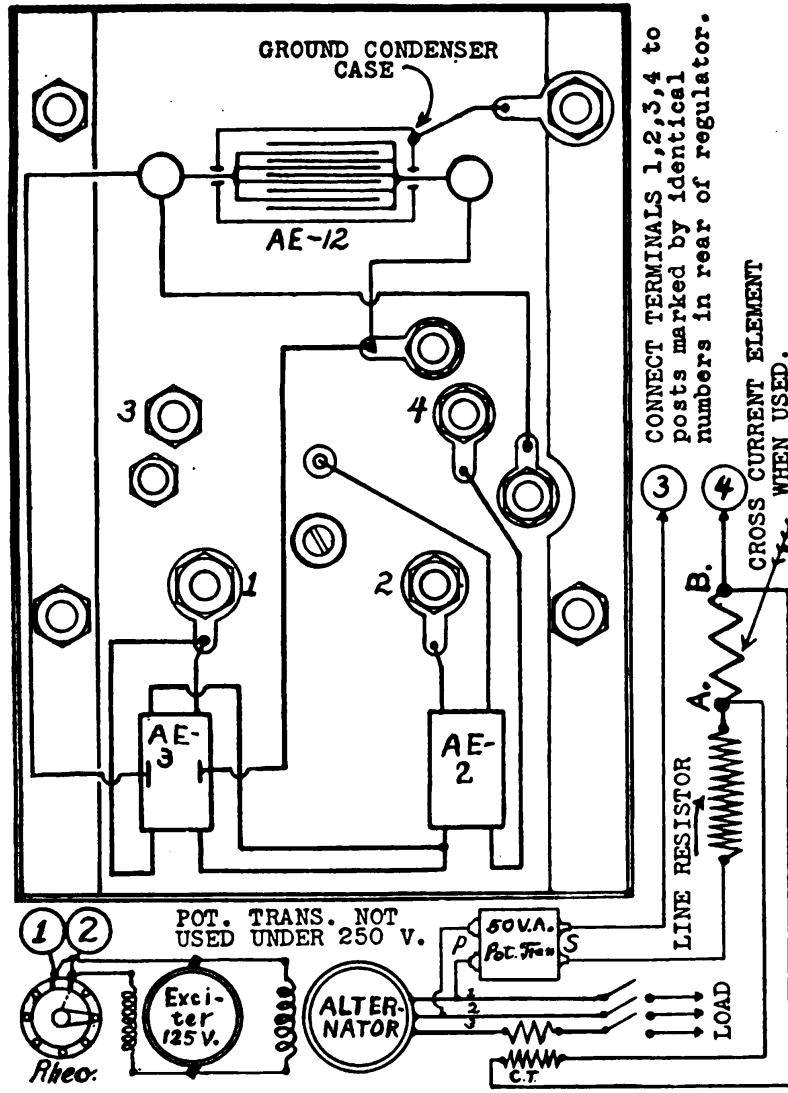 GROUND CONDENSER
CASE
AE-12
3
4
1
2
AE-
3
AE-
2
CONNECT TERMINALS 1,2,3,4 to
posts marked by identical
numbers in rear of regulator.
3
4
CROSS CURRENT ELEMENT
WHEN USED.
B.
A.
LINE RESISTOR
1
2
POT. TRANS. NOT
USED UNDER 250 V.
P
50 V.A.
Pot. Tran
S
Exci-
ter
125 V.
Rheo.
ALTER-
NATOR
1
2
3
LOAD
C.T.